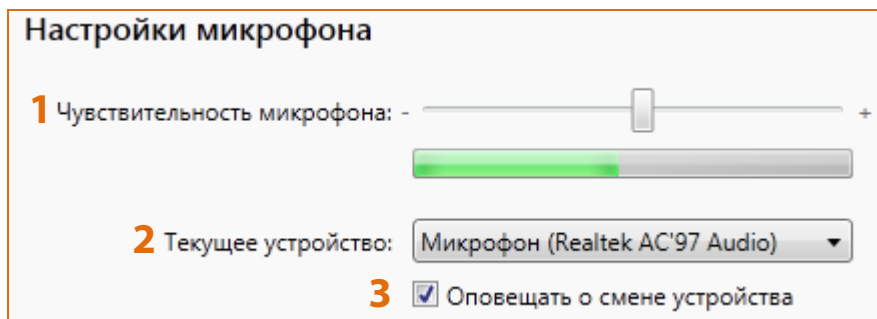 Настройки микрофона
1 Чувствительность микрофона: - +
2 Текущее устройство: Микрофон (Realtek AC'97 Audio)
3 Оповещать о смене устройства